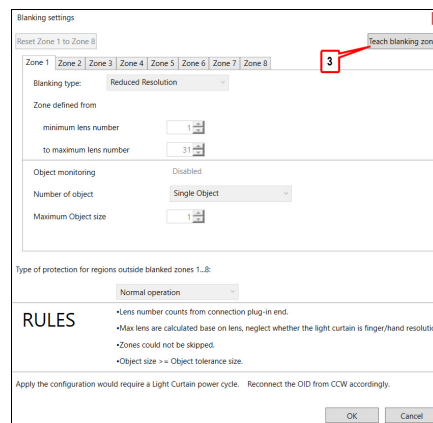 Blanking settings
Reset Zone 1 to Zone 8
Teach blanking zon
3
Zone 1 Zone 2 Zone 3 Zone 4 Zone 5 Zone 6 Zone 7 Zone 8
Blanking type: Reduced Resolution
Zone defined from
minimum lens number 1
to maximum lens number 31
Object monitoring Disabled
Number of object Single Object
Maximum Object size 1
Type of protection for regions outside blanked zones 1...8:
Normal operation
RULES
•Lens number counts from connection plug-in end.
•Max lens are calculated base on lens, neglect whether the light curtain is finger/hand resolutio
•Zones could not be skipped.
•Object size >= Object tolerance size.
Apply the configuration would require a Light Curtain power cycle. Reconnect the OID from CCW accordingly.
OK Cancel